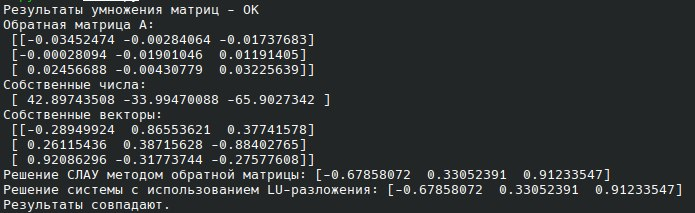 Результаты умножения матриц - ОК
Обратная матрица A:
[[-0.03452474 -0.00284064 -0.01737683]
[-0.00028094 -0.01901046  0.01191405]
[ 0.02456688 -0.00430779  0.03225639]]
Собственные числа:
[ 42.89743508 -33.99470088 -65.9027342 ]
Собственные векторы:
[[-0.28949924  0.86553621  0.37741578]
[ 0.26115436  0.38715628 -0.88402765]
[ 0.92086296 -0.31773744 -0.27577608]]
Решение СЛАУ методом обратной матрицы: [-0.67858072  0.33052391  0.91233547]
Решение системы с использованием LU-разложения: [-0.67858072  0.33052391  0.91233547]
Результаты совпадают.